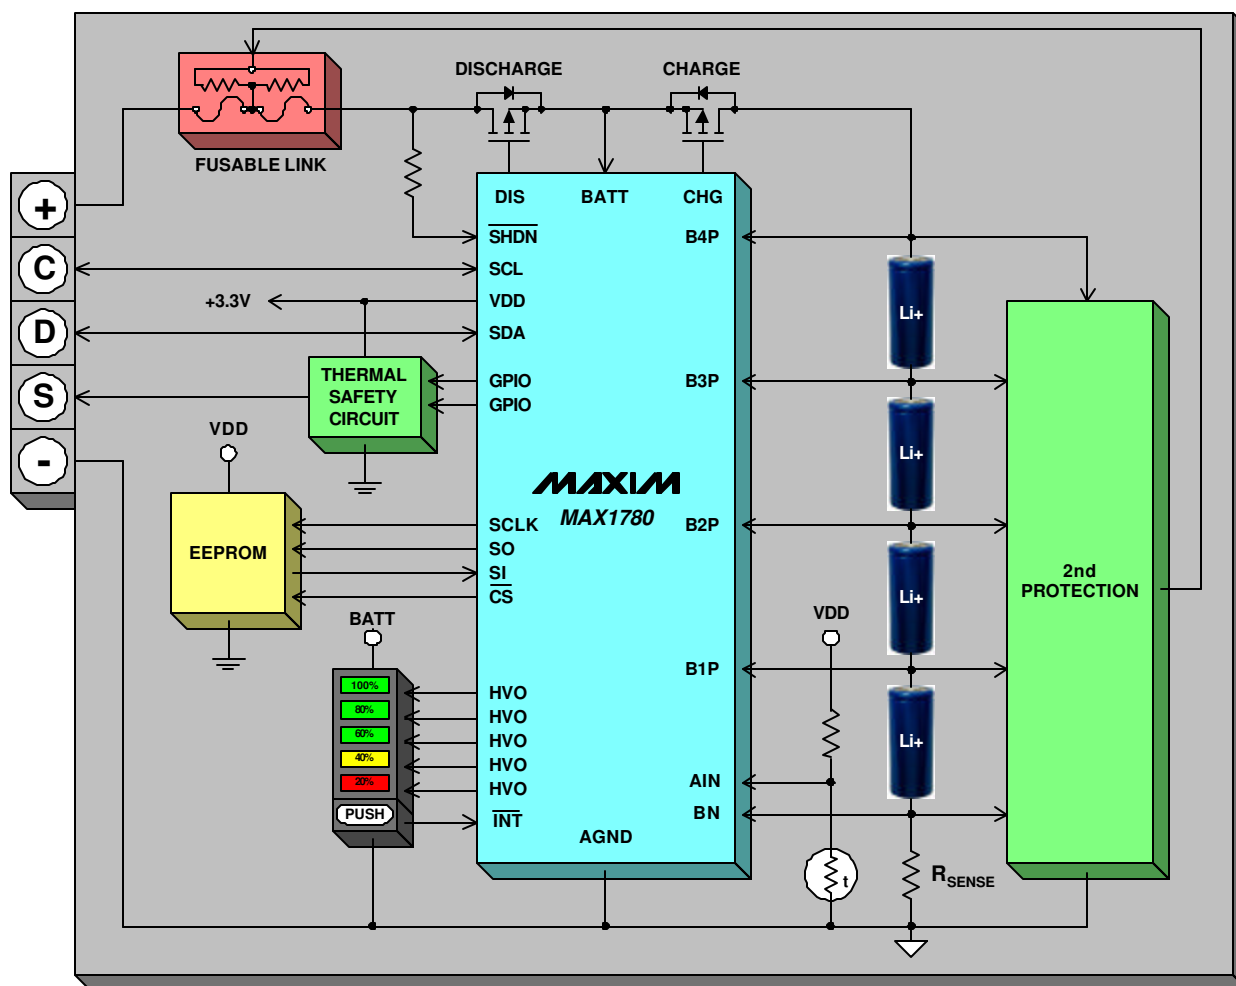 DISCHARGE
CHARGE
FUSABLE LINK
+
C
D
S
-
DIS
BATT
CHG
SHDN
B4P
SCL
+3.3V
VDD
SDA
Li+
THERMAL
SAFETY
CIRCUIT
GPIO
GPIO
B3P
VDD
Li+
MAXIM
MAX1780
EEPROM
SCLK
SO
SI
CS
B2P
2nd
PROTECTION
Li+
BATT
VDD
100%
80%
60%
40%
20%
PUSH
HVO
HVO
HVO
HVO
HVO
INT
B1P
Li+
AIN
BN
AGND
t
RSENSE